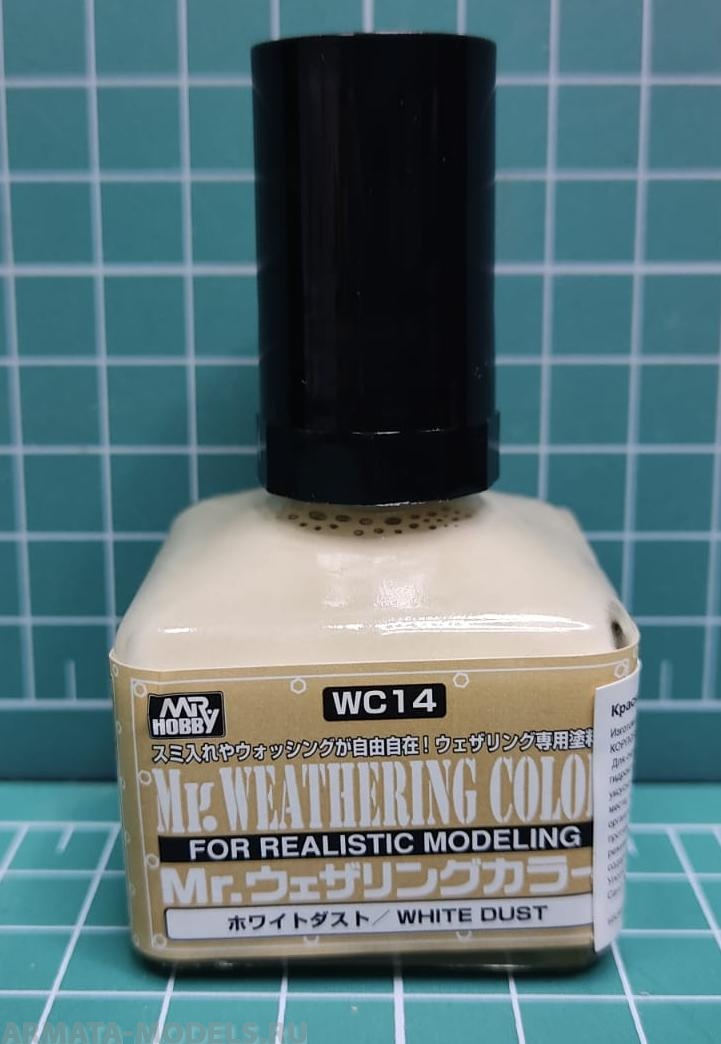 MR HOBBY
WC14
スミ入れやウォッシングが自由自在！ウェザリング専用塗料
Mr. WEATHERING COLO
FOR REALISTIC MODELING
Mr.ウェザリングカラー
ホワイトダスト／WHITE DUST
ARMATA-MODELS.RU